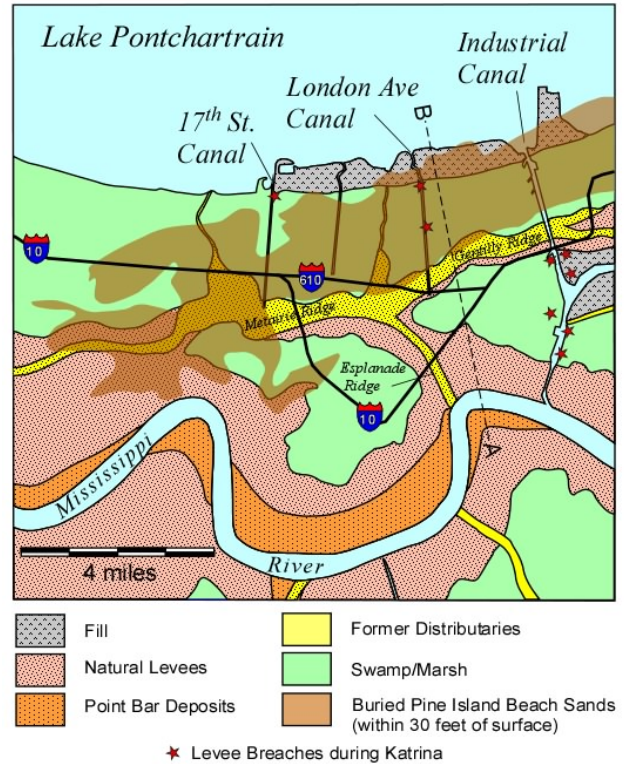 Lake Pontchartrain
Industrial
Canal
London Ave
Canal
17th St.
Canal
B
10
610
Gentilly Ridge
Metairie Ridge
Esplanade
Ridge
10
A
Mississippi
River
4 miles
Fill
Natural Levees
Point Bar Deposits
Former Distributaries
Swamp/Marsh
Buried Pine Island Beach Sands
(within 30 feet of surface)
Levee Breaches during Katrina